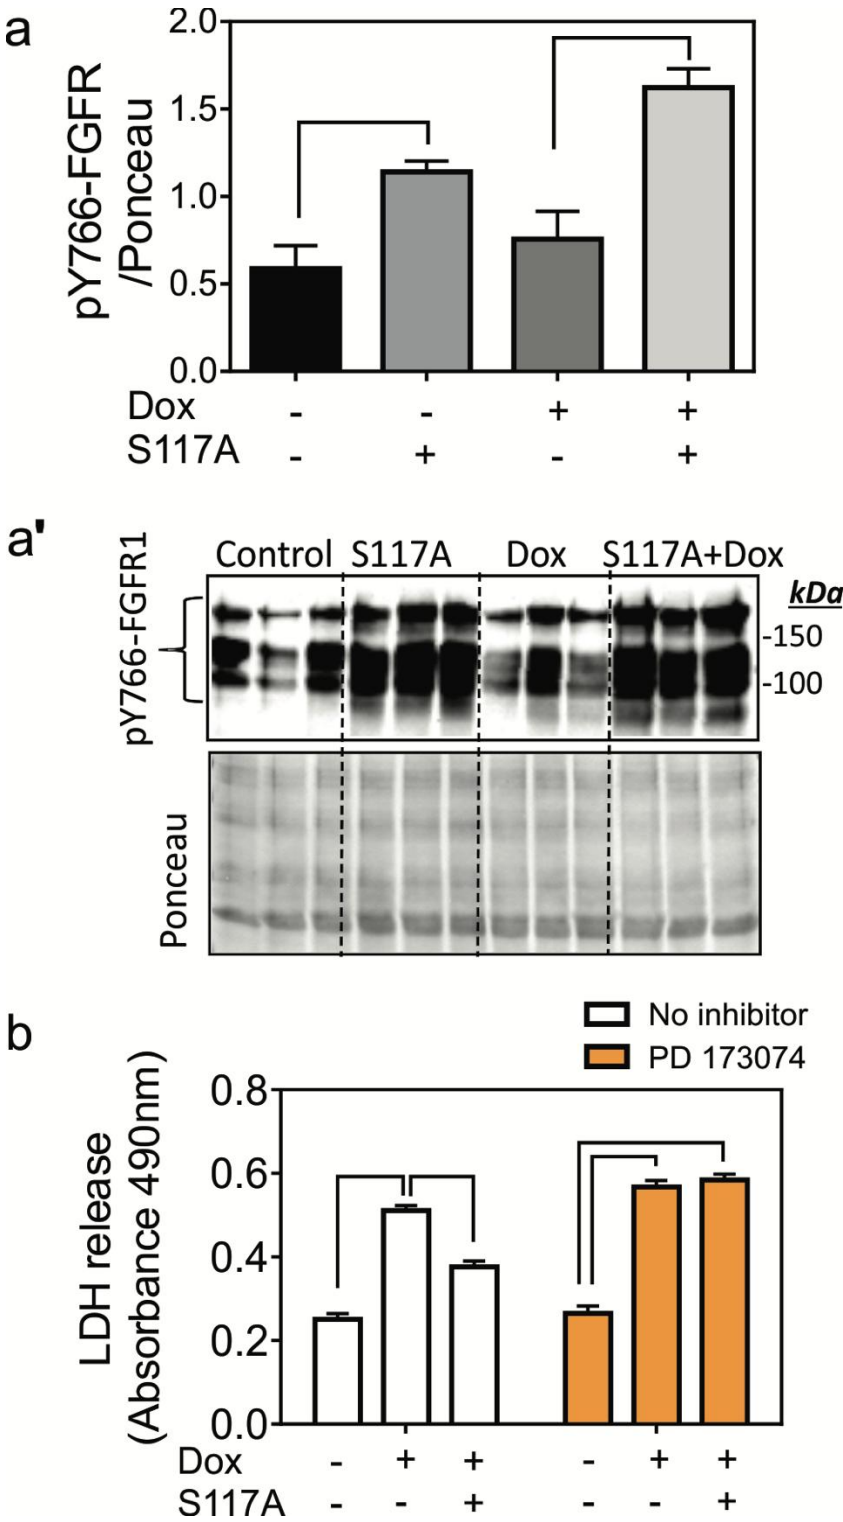 a
pY766-FGFR
/Ponceau
2.0
1.5
1.0
0.5
0.0
Dox - - + +
S117A - + - +
a'
Control S117A Dox S117A+Dox
pY766-FGFR1
kDa
-150
-100
Ponceau
b
No inhibitor
PD 173074
LDH release
(Absorbance 490nm)
0.8
0.6
0.4
0.2
0.0
Dox - + + - + +
S117A - - + - - +